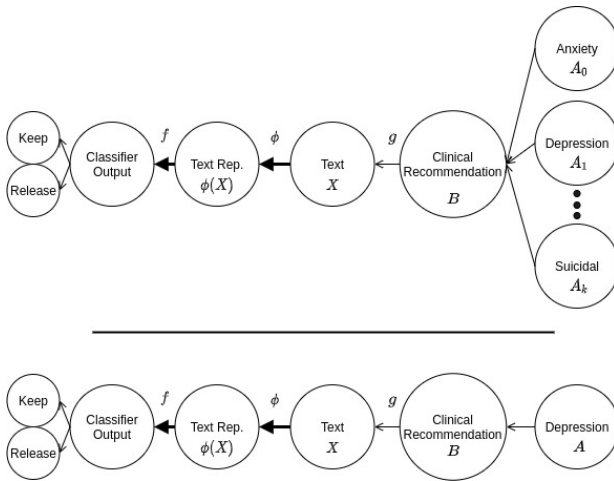 Anxiety
A₀
Keep
Release
Classifier
Output
f
Text Rep.
ϕ(X)
ϕ
Text
X
g
Clinical
Recommendation
B
Depression
A₁
Suicidal
Aₖ
Keep
Release
Classifier
Output
f
Text Rep.
ϕ(X)
ϕ
Text
X
g
Clinical
Recommendation
B
Depression
A